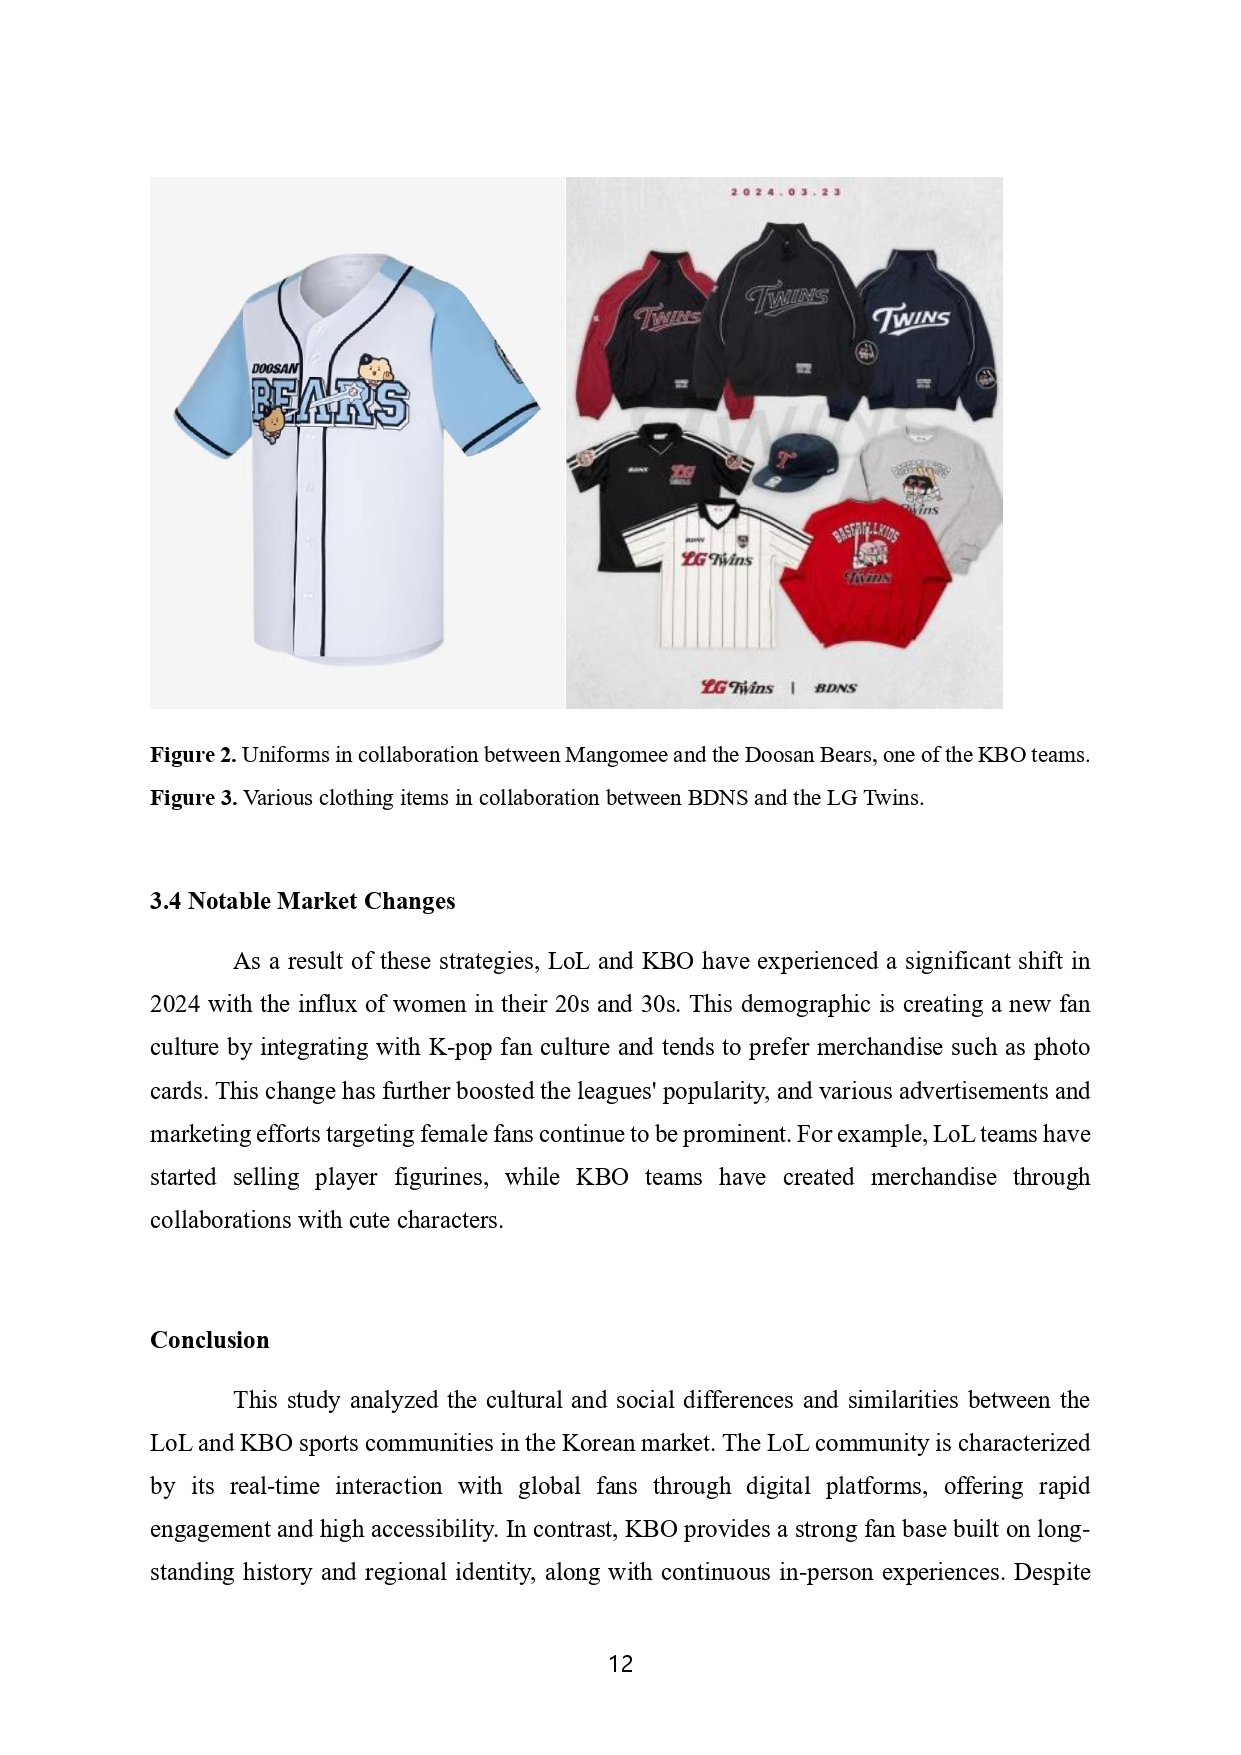 2024.03.23
TWINS
TWINS
TWINS
DOOSAN
BEARS
BDNS
LG
T
BASEBALLKIDS
Twins
BDNS
LG Twins
BASEBALLKIDS
Twins
LG Twins | BDNS
Figure 2. Uniforms in collaboration between Mangomee and the Doosan Bears, one of the KBO teams.
Figure 3. Various clothing items in collaboration between BDNS and the LG Twins.
3.4 Notable Market Changes
As a result of these strategies, LoL and KBO have experienced a significant shift in
2024 with the influx of women in their 20s and 30s. This demographic is creating a new fan
culture by integrating with K-pop fan culture and tends to prefer merchandise such as photo
cards. This change has further boosted the leagues' popularity, and various advertisements and
marketing efforts targeting female fans continue to be prominent. For example, LoL teams have
started selling player figurines, while KBO teams have created merchandise through
collaborations with cute characters.
Conclusion
This study analyzed the cultural and social differences and similarities between the
LoL and KBO sports communities in the Korean market. The LoL community is characterized
by its real-time interaction with global fans through digital platforms, offering rapid
engagement and high accessibility. In contrast, KBO provides a strong fan base built on long-
standing history and regional identity, along with continuous in-person experiences. Despite
12